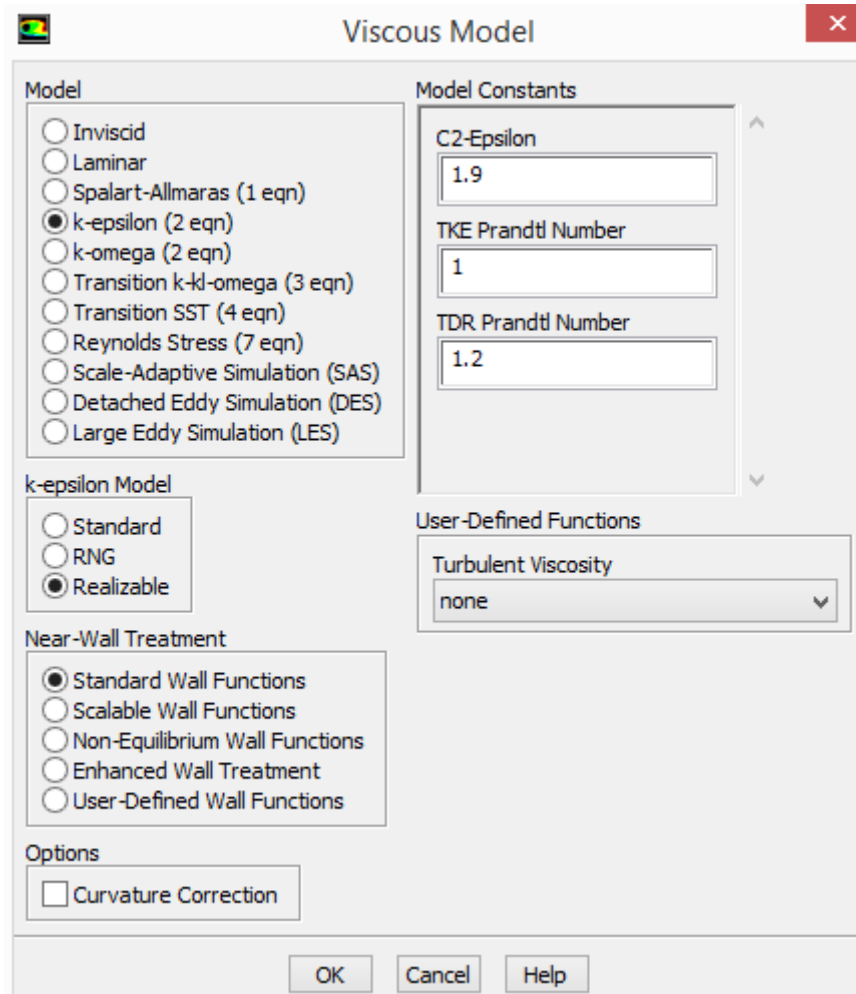 Viscous Model
Model
Inviscid
Laminar
Spalart-Allmaras (1 eqn)
k-epsilon (2 eqn)
k-omega (2 eqn)
Transition k-kl-omega (3 eqn)
Transition SST (4 eqn)
Reynolds Stress (7 eqn)
Scale-Adaptive Simulation (SAS)
Detached Eddy Simulation (DES)
Large Eddy Simulation (LES)
k-epsilon Model
Standard
RNG
Realizable
Near-Wall Treatment
Standard Wall Functions
Scalable Wall Functions
Non-Equilibrium Wall Functions
Enhanced Wall Treatment
User-Defined Wall Functions
Options
Curvature Correction
Model Constants
C2-Epsilon
1.9
TKE Prandtl Number
1
TDR Prandtl Number
1.2
User-Defined Functions
Turbulent Viscosity
none
OK
Cancel
Help